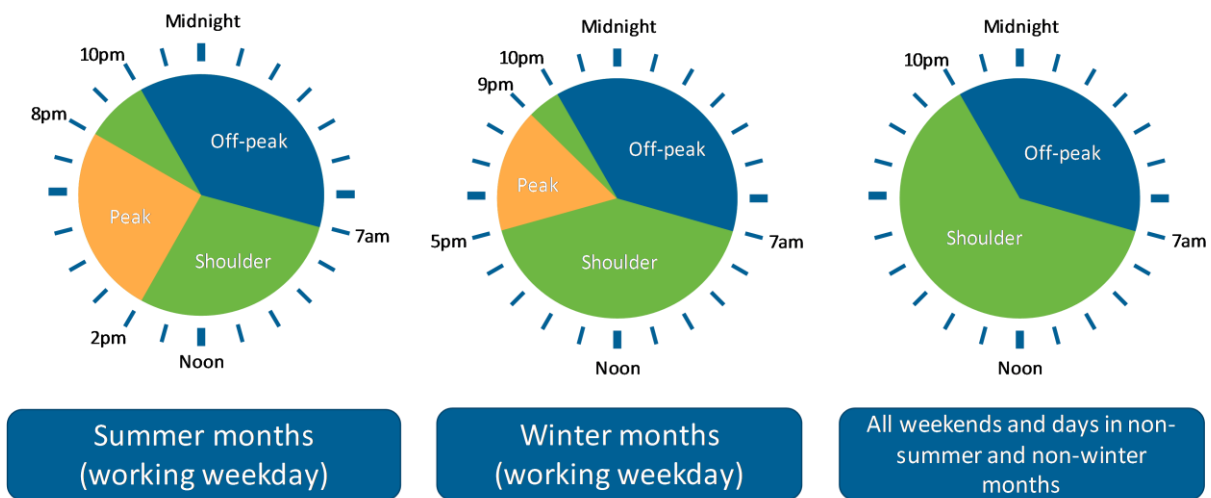 Midnight
10pm
8pm
Off-peak
Peak
Shoulder
7am
2pm
Noon
Summer months
(working weekday)
Midnight
10pm
9pm
Off-peak
Peak
5pm
7am
Shoulder
Noon
Winter months
(working weekday)
Midnight
10pm
Off-peak
Shoulder
7am
Noon
All weekends and days in non-
summer and non-winter
months